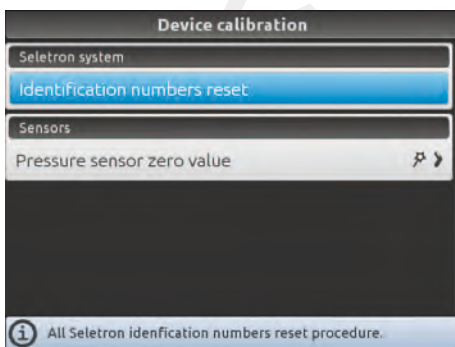 Device calibration
Seletron system
Identification numbers reset
Sensors
Pressure sensor zero value
All Seletron idenfication numbers reset procedure.